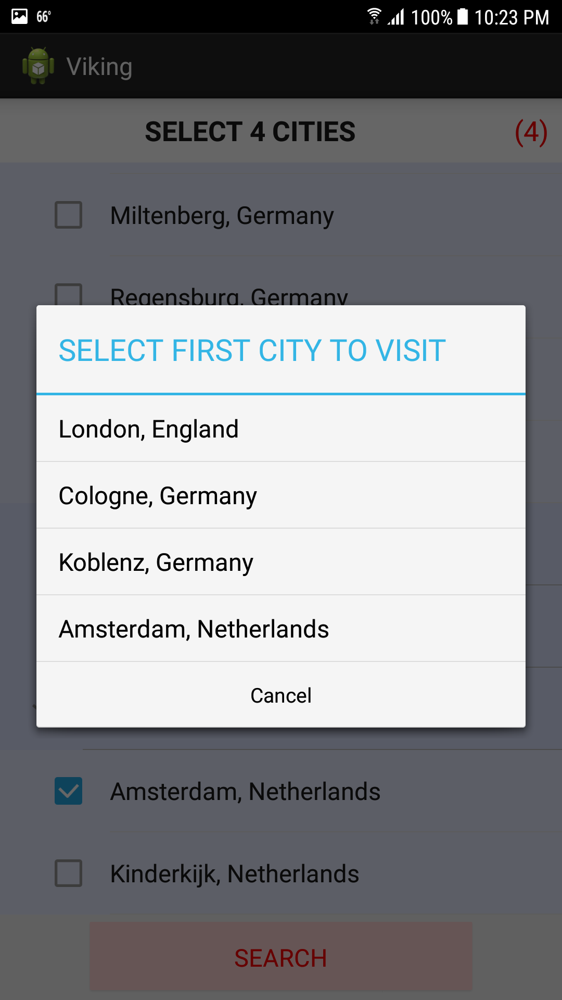 66°
100% 10:23 PM
Viking
SELECT 4 CITIES (4)
Miltenberg, Germany
Regensburg, Germany
SELECT FIRST CITY TO VISIT
London, England
Cologne, Germany
Koblenz, Germany
Amsterdam, Netherlands
Cancel
Amsterdam, Netherlands
Kinderkijk, Netherlands
SEARCH